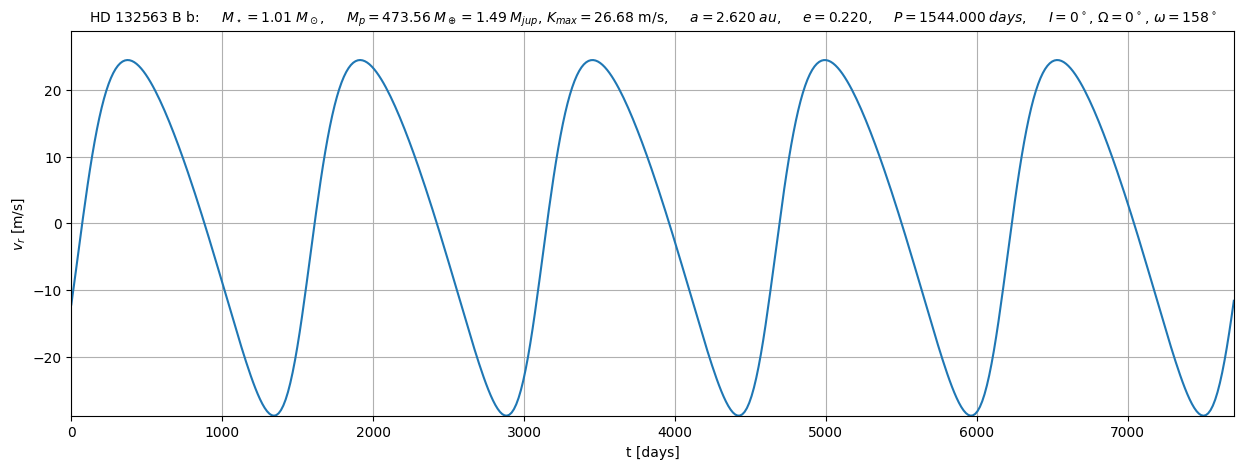 HD 132563 B b: M⋆ = 1.01 M⊙, Mp = 473.56 M⊕ = 1.49 Mjup, Kmax = 26.68 m/s, a = 2.620 au, e = 0.220, P = 1544.000 days, I = 0°, Ω = 0°, ω = 158°
20
10
0
−10
−20
vr [m/s]
0 1000 2000 3000 4000 5000 6000 7000
t [days]